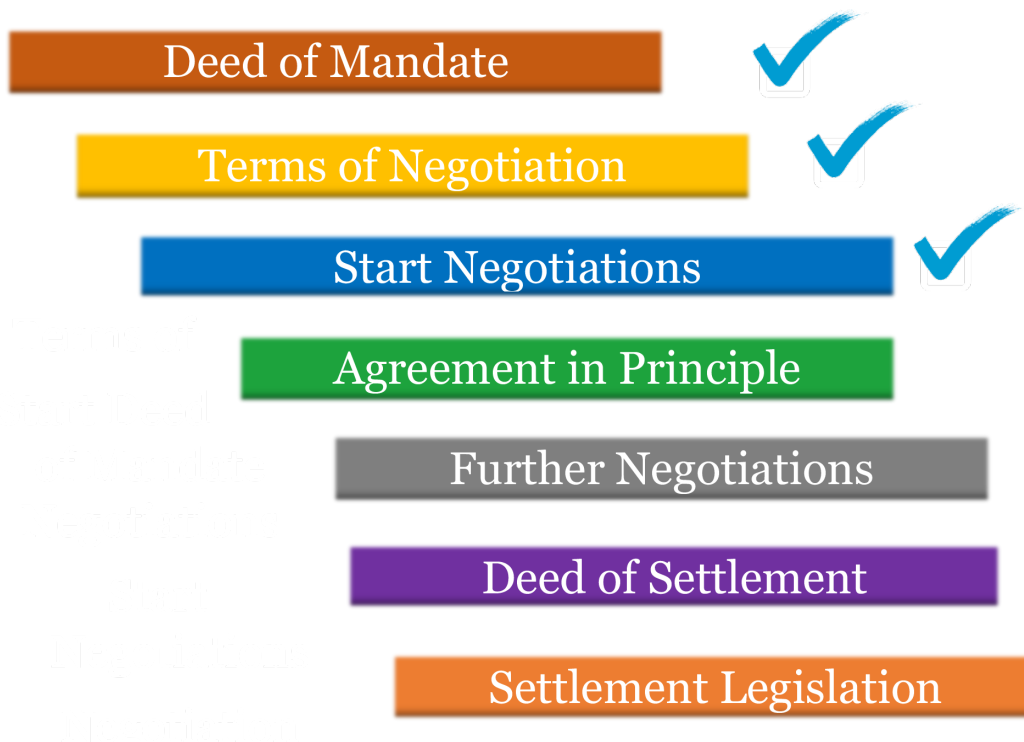 Deed of Mandate
Terms of Negotiation
Start Negotiations
Agreement in Principle
Further Negotiations
Deed of Settlement
Settlement Legislation